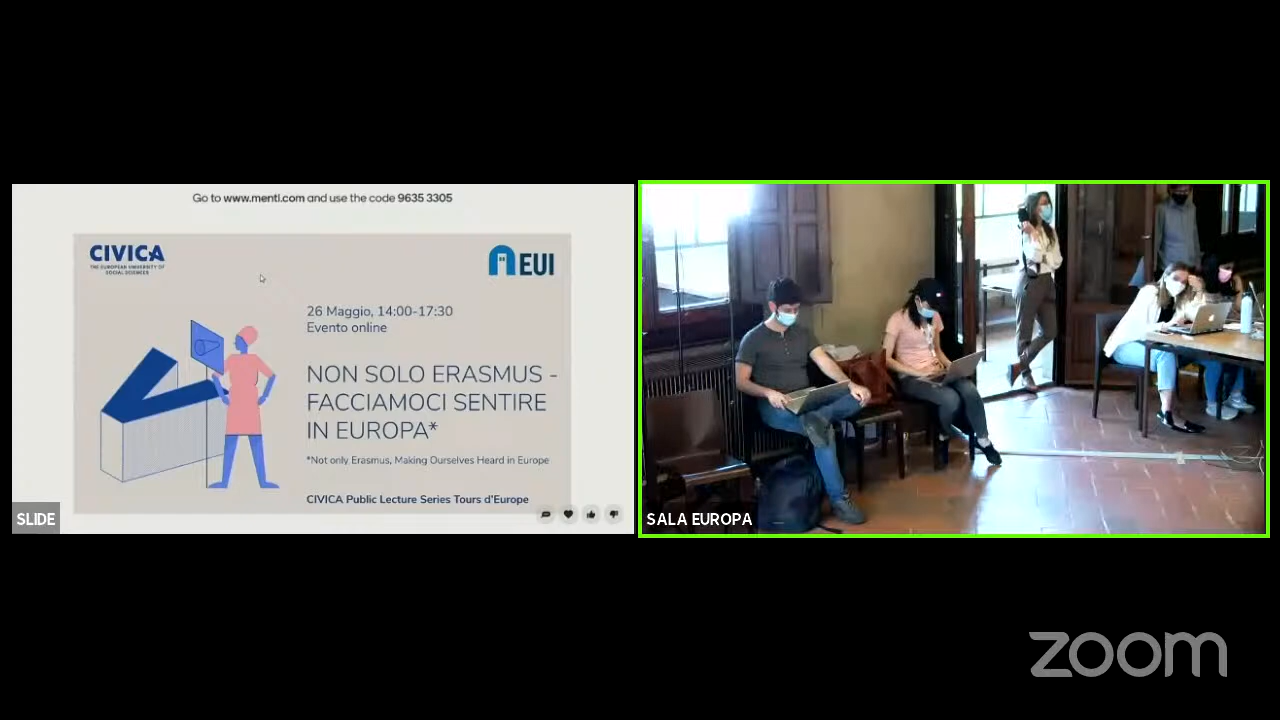 Go to www.menti.com and use the code 9635 3305
CIVICA
THE EUROPEAN UNIVERSITY OF
SOCIAL SCIENCES
EUI
26 Maggio, 14:00-17:30
Evento online
NON SOLO ERASMUS -
FACCIAMOCI SENTIRE
IN EUROPA*
*Not only Erasmus, Making Ourselves Heard in Europe
CIVICA Public Lecture Series Tours d'Europe
SLIDE
SALA EUROPA
zoom